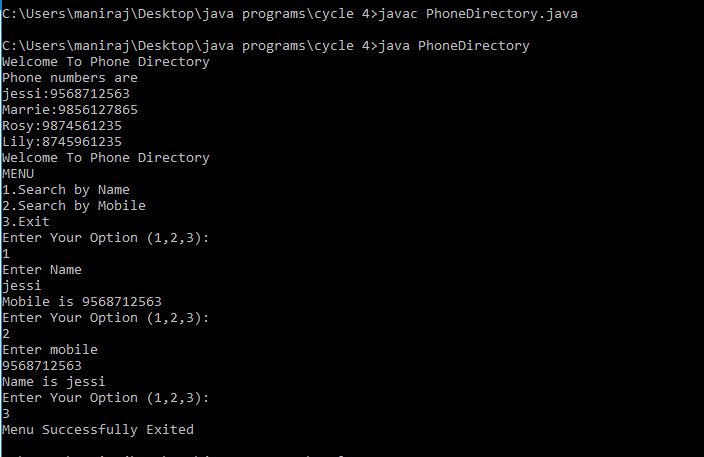 C:\Users\maniraj\Desktop\java programs\cycle 4>javac PhoneDirectory.java
C:\Users\maniraj\Desktop\java programs\cycle 4>java PhoneDirectory
Welcome To Phone Directory
Phone numbers are
jessi:9568712563
Marrie:9856127865
Rosy:9874561235
Lily:8745961235
Welcome To Phone Directory
MENU
1.Search by Name
2.Search by Mobile
3.Exit
Enter Your Option (1,2,3):
1
Enter Name
jessi
Mobile is 9568712563
Enter Your Option (1,2,3):
2
Enter mobile
9568712563
Name is jessi
Enter Your Option (1,2,3):
3
Menu Successfully Exited